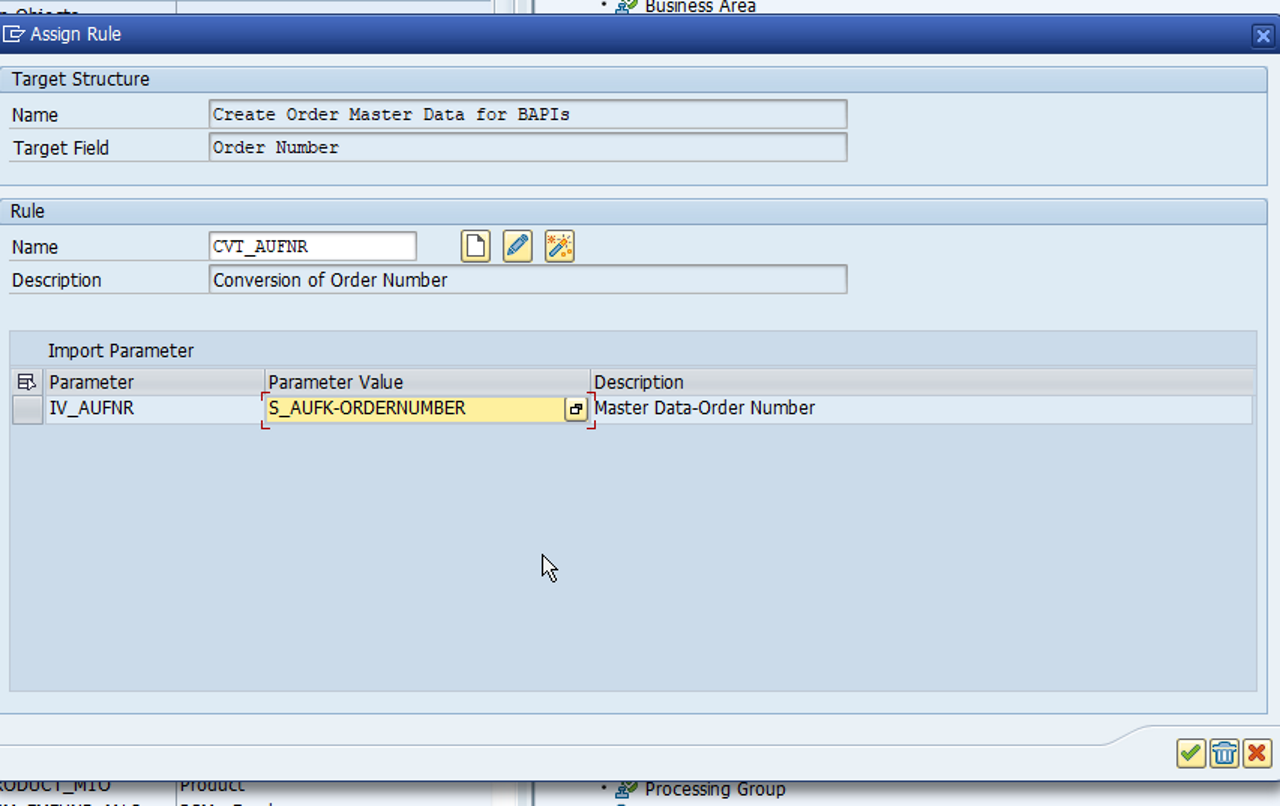 Business Area
Assign Rule
Target Structure
Name Create Order Master Data for BAPIs
Target Field Order Number
Rule
Name CVT_AUFNR
Description Conversion of Order Number
Import Parameter
Parameter Parameter Value Description
IV_AUFNR S_AUFK-ORDERNUMBER Master Data-Order Number
Product
Processing Group